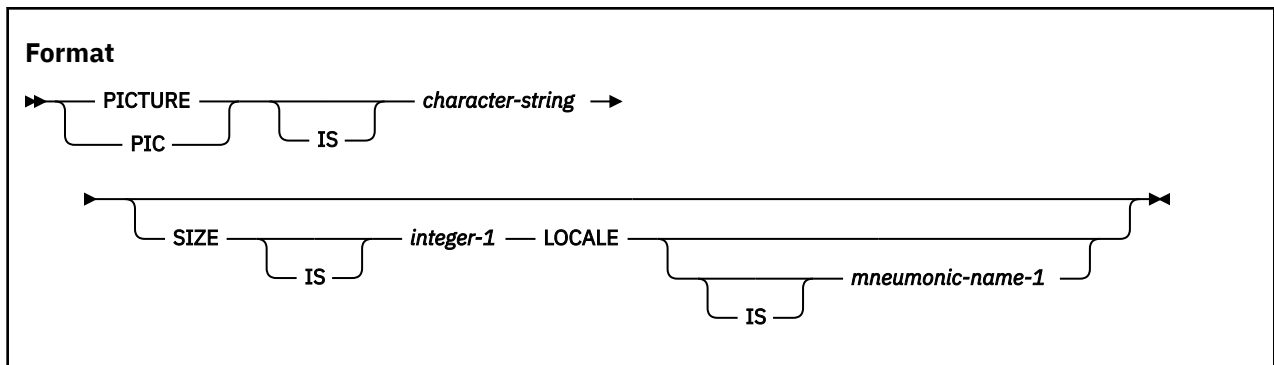 Format
PICTURE character-string
PIC IS
SIZE integer-1 LOCALE
IS mneumonic-name-1
IS